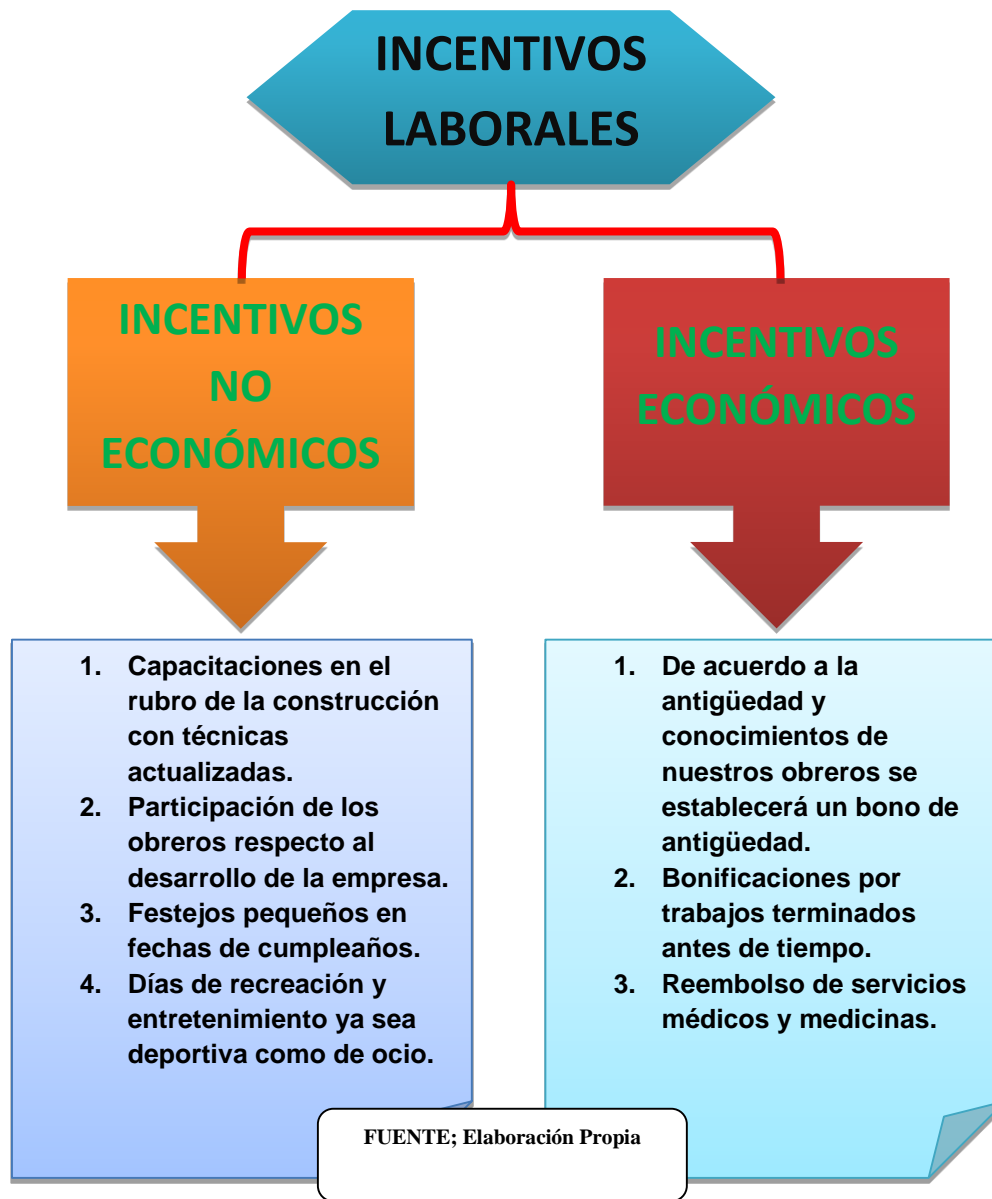 INCENTIVOS
LABORALES
INCENTIVOS
NO
ECONÓMICOS
INCENTIVOS
ECONÓMICOS
1. Capacitaciones en el
rubro de la construcción
con técnicas
actualizadas.
2. Participación de los
obreros respecto al
desarrollo de la empresa.
3. Festejos pequeños en
fechas de cumpleaños.
4. Días de recreación y
entretenimiento ya sea
deportiva como de ocio.
1. De acuerdo a la
antigüedad y
conocimientos de
nuestros obreros se
establecerá un bono de
antigüedad.
2. Bonificaciones por
trabajos terminados
antes de tiempo.
3. Reembolso de servicios
médicos y medicinas.
FUENTE; Elaboración Propia